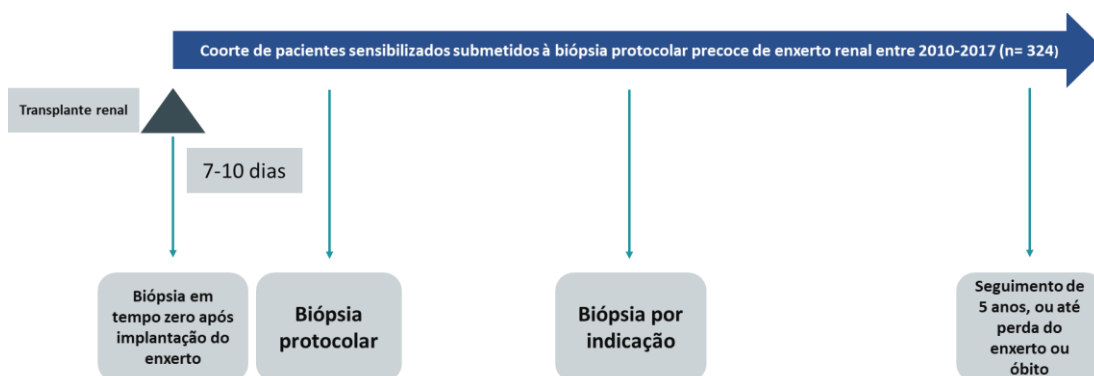 Coorte de pacientes sensibilizados submetidos à biópsia protocolar precoce de enxerto renal entre 2010-2017 (n= 324)
Transplante renal
7-10 dias
Biópsia em
tempo zero após
implantação do
enxerto
Biópsia
protocolar
Biópsia por
indicação
Seguimento de
5 anos, ou até
perda do
enxerto ou
óbito